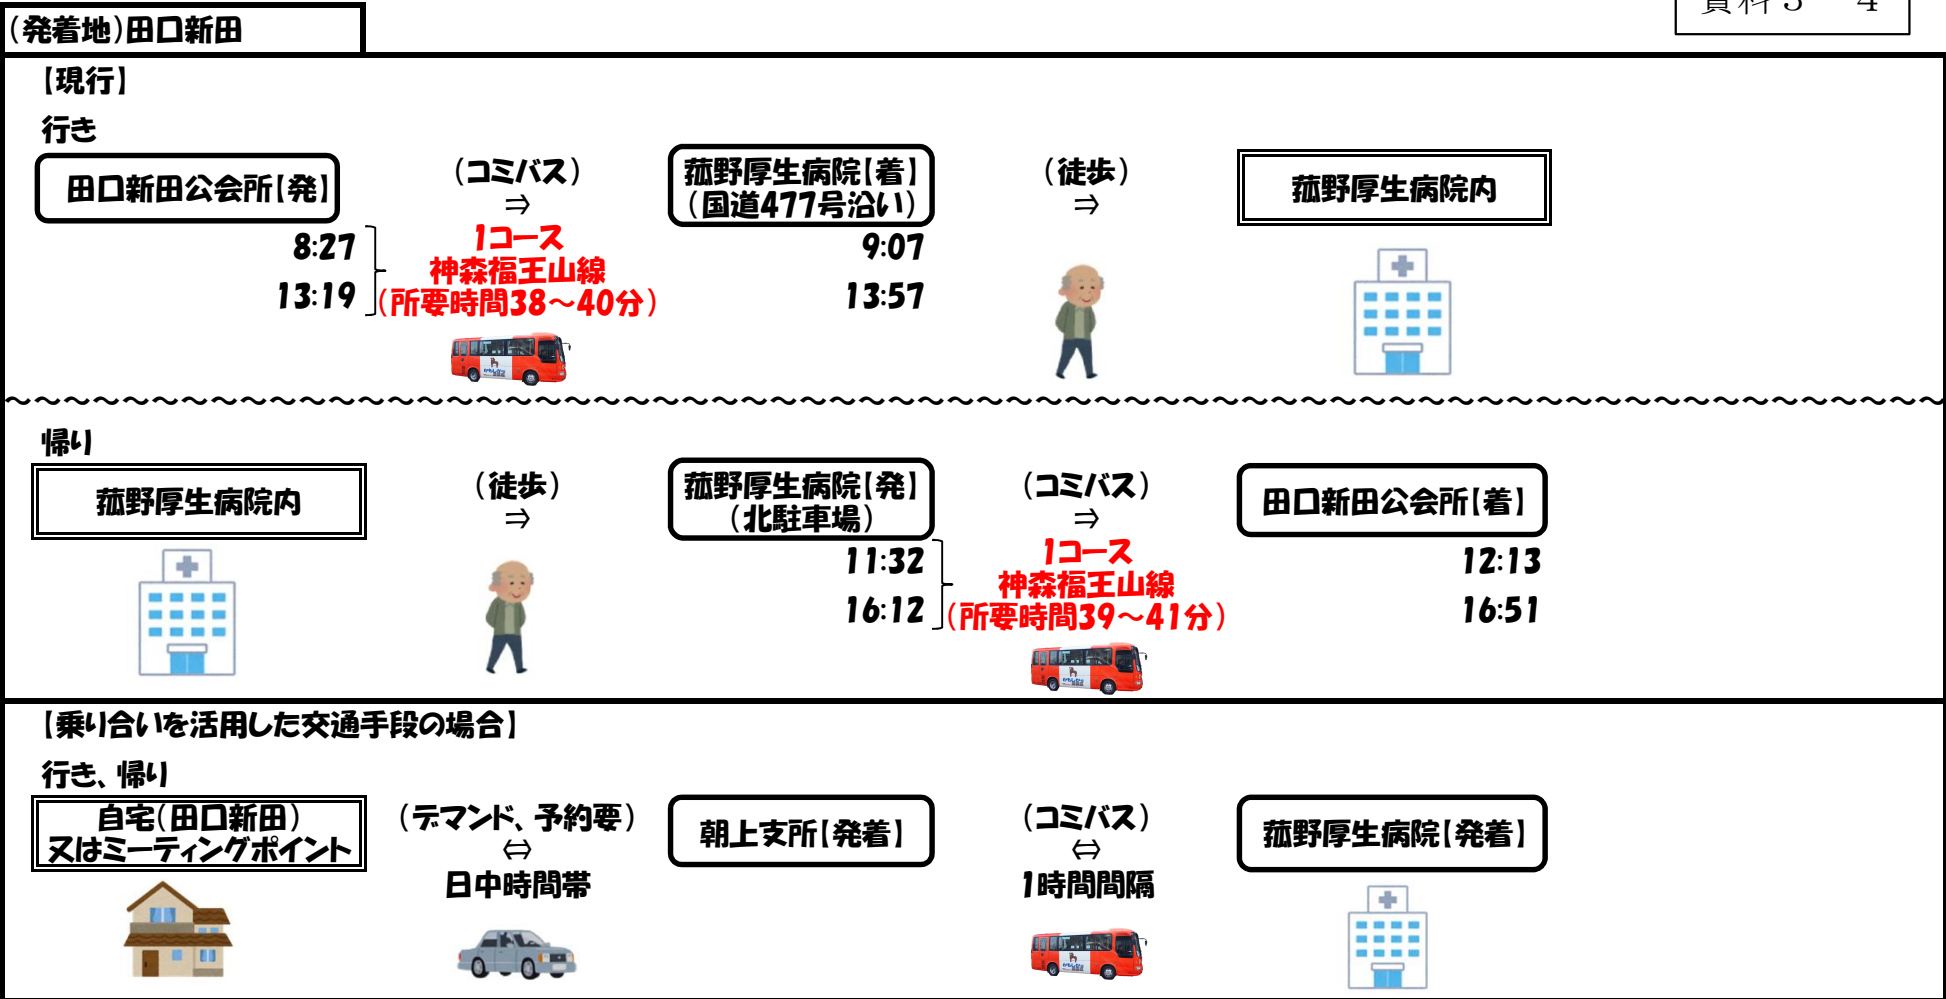 資料3 4
(発着地)田口新田
【現行】
行き
田口新田公会所【発】
(コミバス)
⇒
菰野厚生病院【着】
(国道477号沿い)
(徒歩)
⇒
菰野厚生病院内
8:27
13:19
1コース
神森福王山線
(所要時間38～40分)
9:07
13:57
帰り
菰野厚生病院内
(徒歩)
⇒
菰野厚生病院【発】
(北駐車場)
(コミバス)
⇒
田口新田公会所【着】
11:32
16:12
1コース
神森福王山線
(所要時間39～41分)
12:13
16:51
【乗り合いを活用した交通手段の場合】
行き、帰り
自宅(田口新田)
又はミーティングポイント
(デマンド、予約要)
⇔
日中時間帯
朝上支所【発着】
(コミバス)
⇔
1時間間隔
菰野厚生病院【発着】